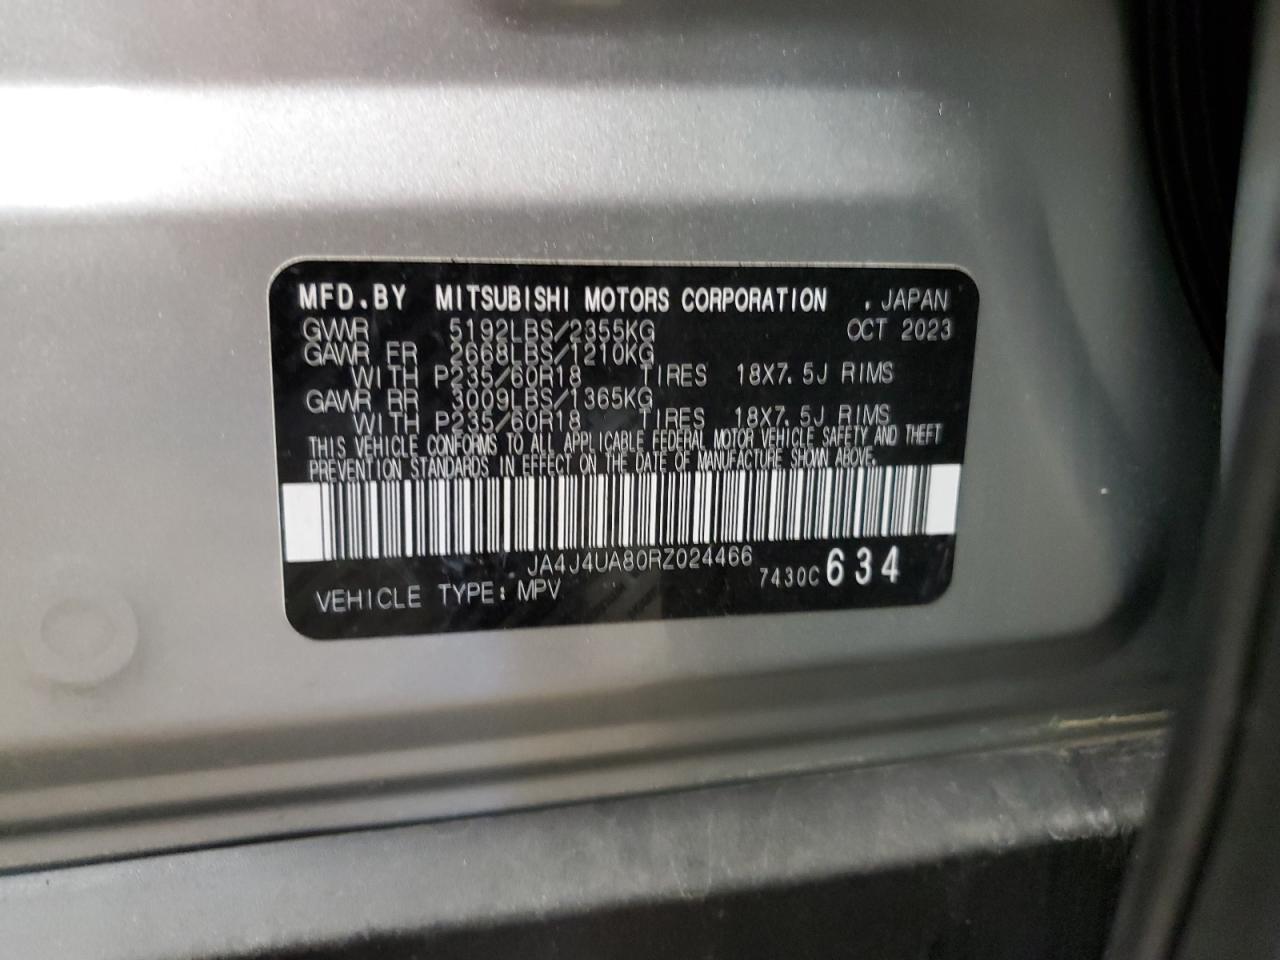 MFD.BY MITSUBISHI MOTORS CORPORATION . JAPAN
GVWR 5192LBS/2355KG OCT 2023
GAWR FR 2668LBS/1210KG
WITH P235/60R18 TIRES 18X7.5J RIMS
GAWR RR 3009LBS/1365KG
WITH P235/60R18 TIRES 18X7.5J RIMS
THIS VEHICLE CONFORMS TO ALL APPLICABLE FEDERAL MOTOR VEHICLE SAFETY AND THEFT
PREVENTION STANDARDS IN EFFECT ON THE DATE OF MANUFACTURE SHOWN ABOVE.
JA4J4UA80RZ024466
VEHICLE TYPE: MPV 7430C 634